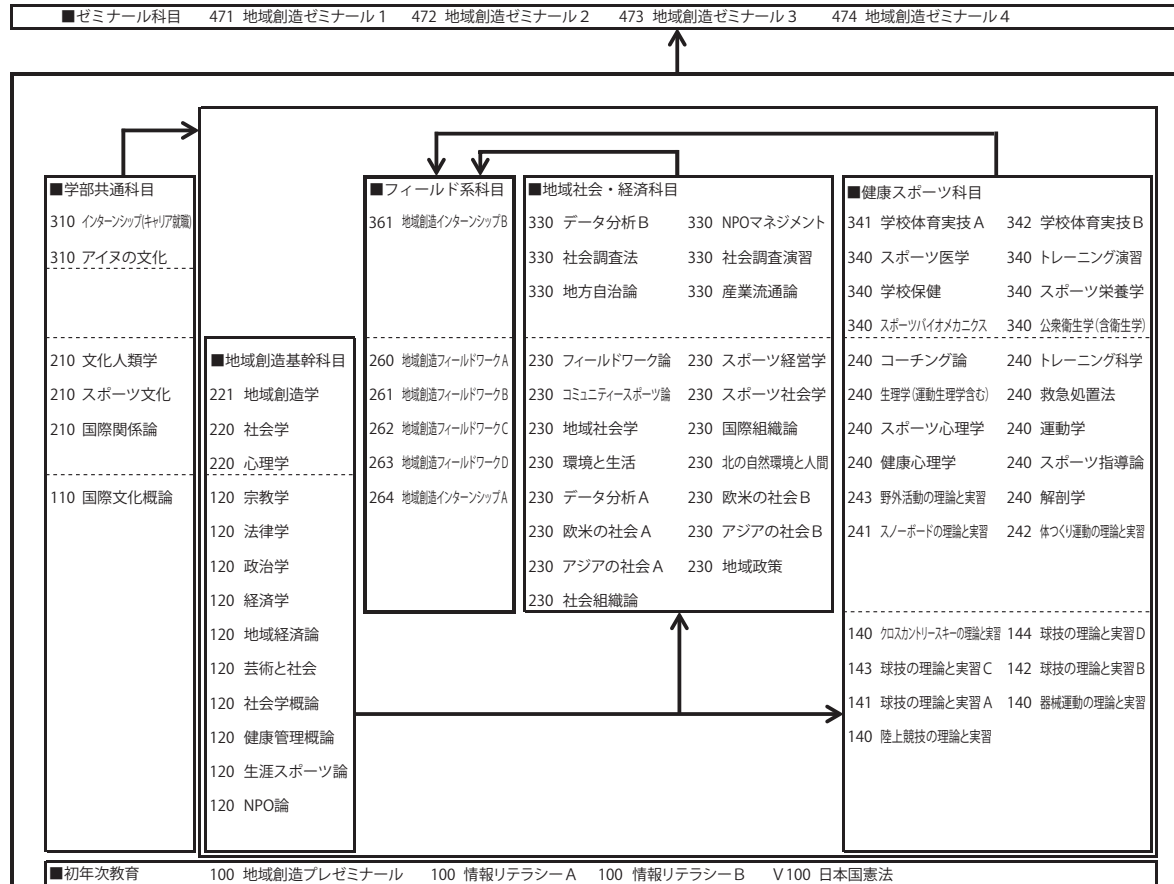 ■ゼミナール科目 471 地域創造ゼミナール1 472 地域創造ゼミナール2 473 地域創造ゼミナール3 474 地域創造ゼミナール4
■学部共通科目
310 インターンシップ(キャリア就職)
310 アイヌの文化
210 文化人類学
210 スポーツ文化
210 国際関係論
110 国際文化概論
■地域創造基幹科目
221 地域創造学
220 社会学
220 心理学
120 宗教学
120 法律学
120 政治学
120 経済学
120 地域経済論
120 芸術と社会
120 社会学概論
120 健康管理概論
120 生涯スポーツ論
120 NPO論
■フィールド系科目
361 地域創造インターンシップB
260 地域創造フィールドワークA
261 地域創造フィールドワークB
262 地域創造フィールドワークC
263 地域創造フィールドワークD
264 地域創造インターンシップA
■地域社会・経済科目
330 データ分析B 330 NPOマネジメント
330 社会調査法 330 社会調査演習
330 地方自治論 330 産業流通論
230 フィールドワーク論 230 スポーツ経営学
230 コミュニティースポーツ論 230 スポーツ社会学
230 地域社会学 230 国際組織論
230 環境と生活 230 北の自然環境と人間
230 データ分析A 230 欧米の社会B
230 欧米の社会A 230 アジアの社会B
230 アジアの社会A 230 地域政策
230 社会組織論
■健康スポーツ科目
341 学校体育実技A 342 学校体育実技B
340 スポーツ医学 340 トレーニング演習
340 学校保健 340 スポーツ栄養学
340 スポーツバイオメカニクス 340 公衆衛生学(含衛生学)
240 コーチング論 240 トレーニング科学
240 生理学(運動生理学含む) 240 救急処置法
240 スポーツ心理学 240 運動学
240 健康心理学 240 スポーツ指導論
243 野外活動の理論と実習 240 解剖学
241 スノーボードの理論と実習 242 体つくり運動の理論と実習
140 クロスカントリースキーの理論と実習 144 球技の理論と実習D
143 球技の理論と実習C 142 球技の理論と実習B
141 球技の理論と実習A 140 器械運動の理論と実習
140 陸上競技の理論と実習
■初年次教育 100 地域創造プレゼミナール 100 情報リテラシーA 100 情報リテラシーB V100 日本国憲法